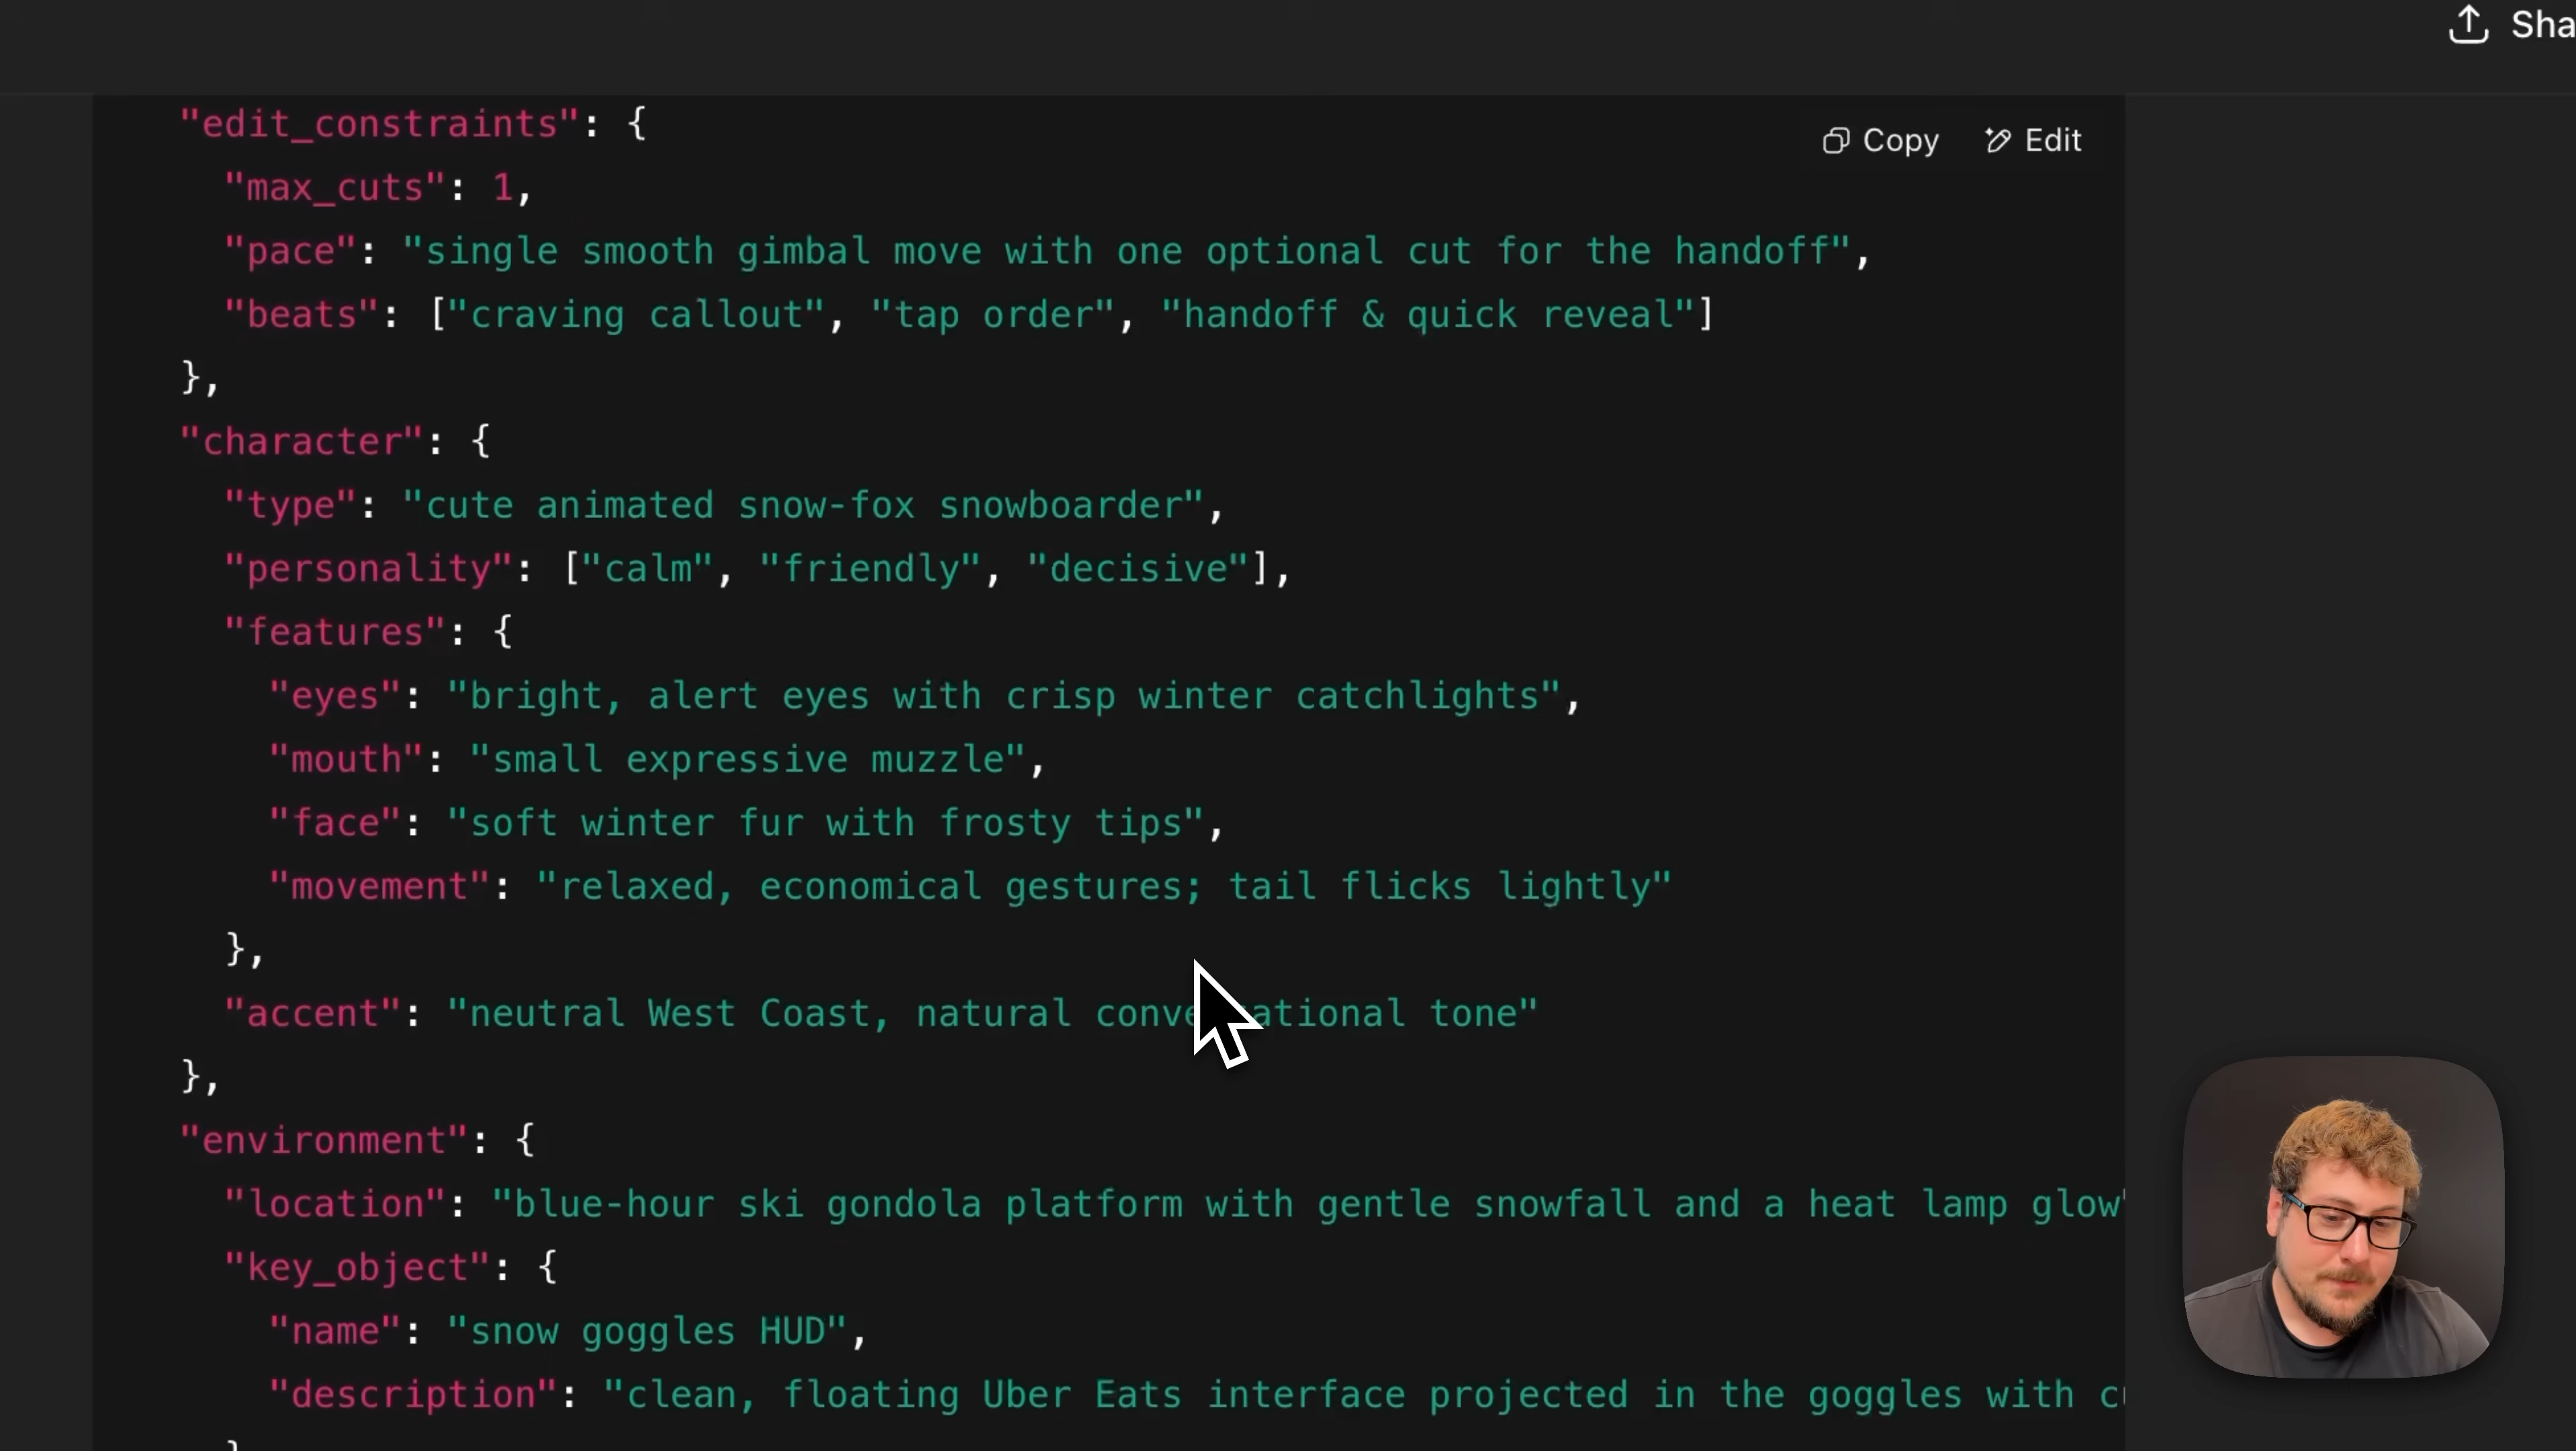 Sha
"edit_constraints": {
Copy Edit
"max_cuts": 1,
"pace": "single smooth gimbal move with one optional cut for the handoff",
"beats": ["craving callout", "tap order", "handoff & quick reveal"]
},
"character": {
"type": "cute animated snow-fox snowboarder",
"personality": ["calm", "friendly", "decisive"],
"features": {
"eyes": "bright, alert eyes with crisp winter catchlights",
"mouth": "small expressive muzzle",
"face": "soft winter fur with frosty tips",
"movement": "relaxed, economical gestures; tail flicks lightly"
},
"accent": "neutral West Coast, natural tone"
},
"environment": {
"location": "blue-hour ski gondola platform with gentle snowfall and a heat lamp glow"
"key_object": {
"name": "snow goggles HUD",
"description": "clean, floating Uber Eats interface projected in the goggles with
}